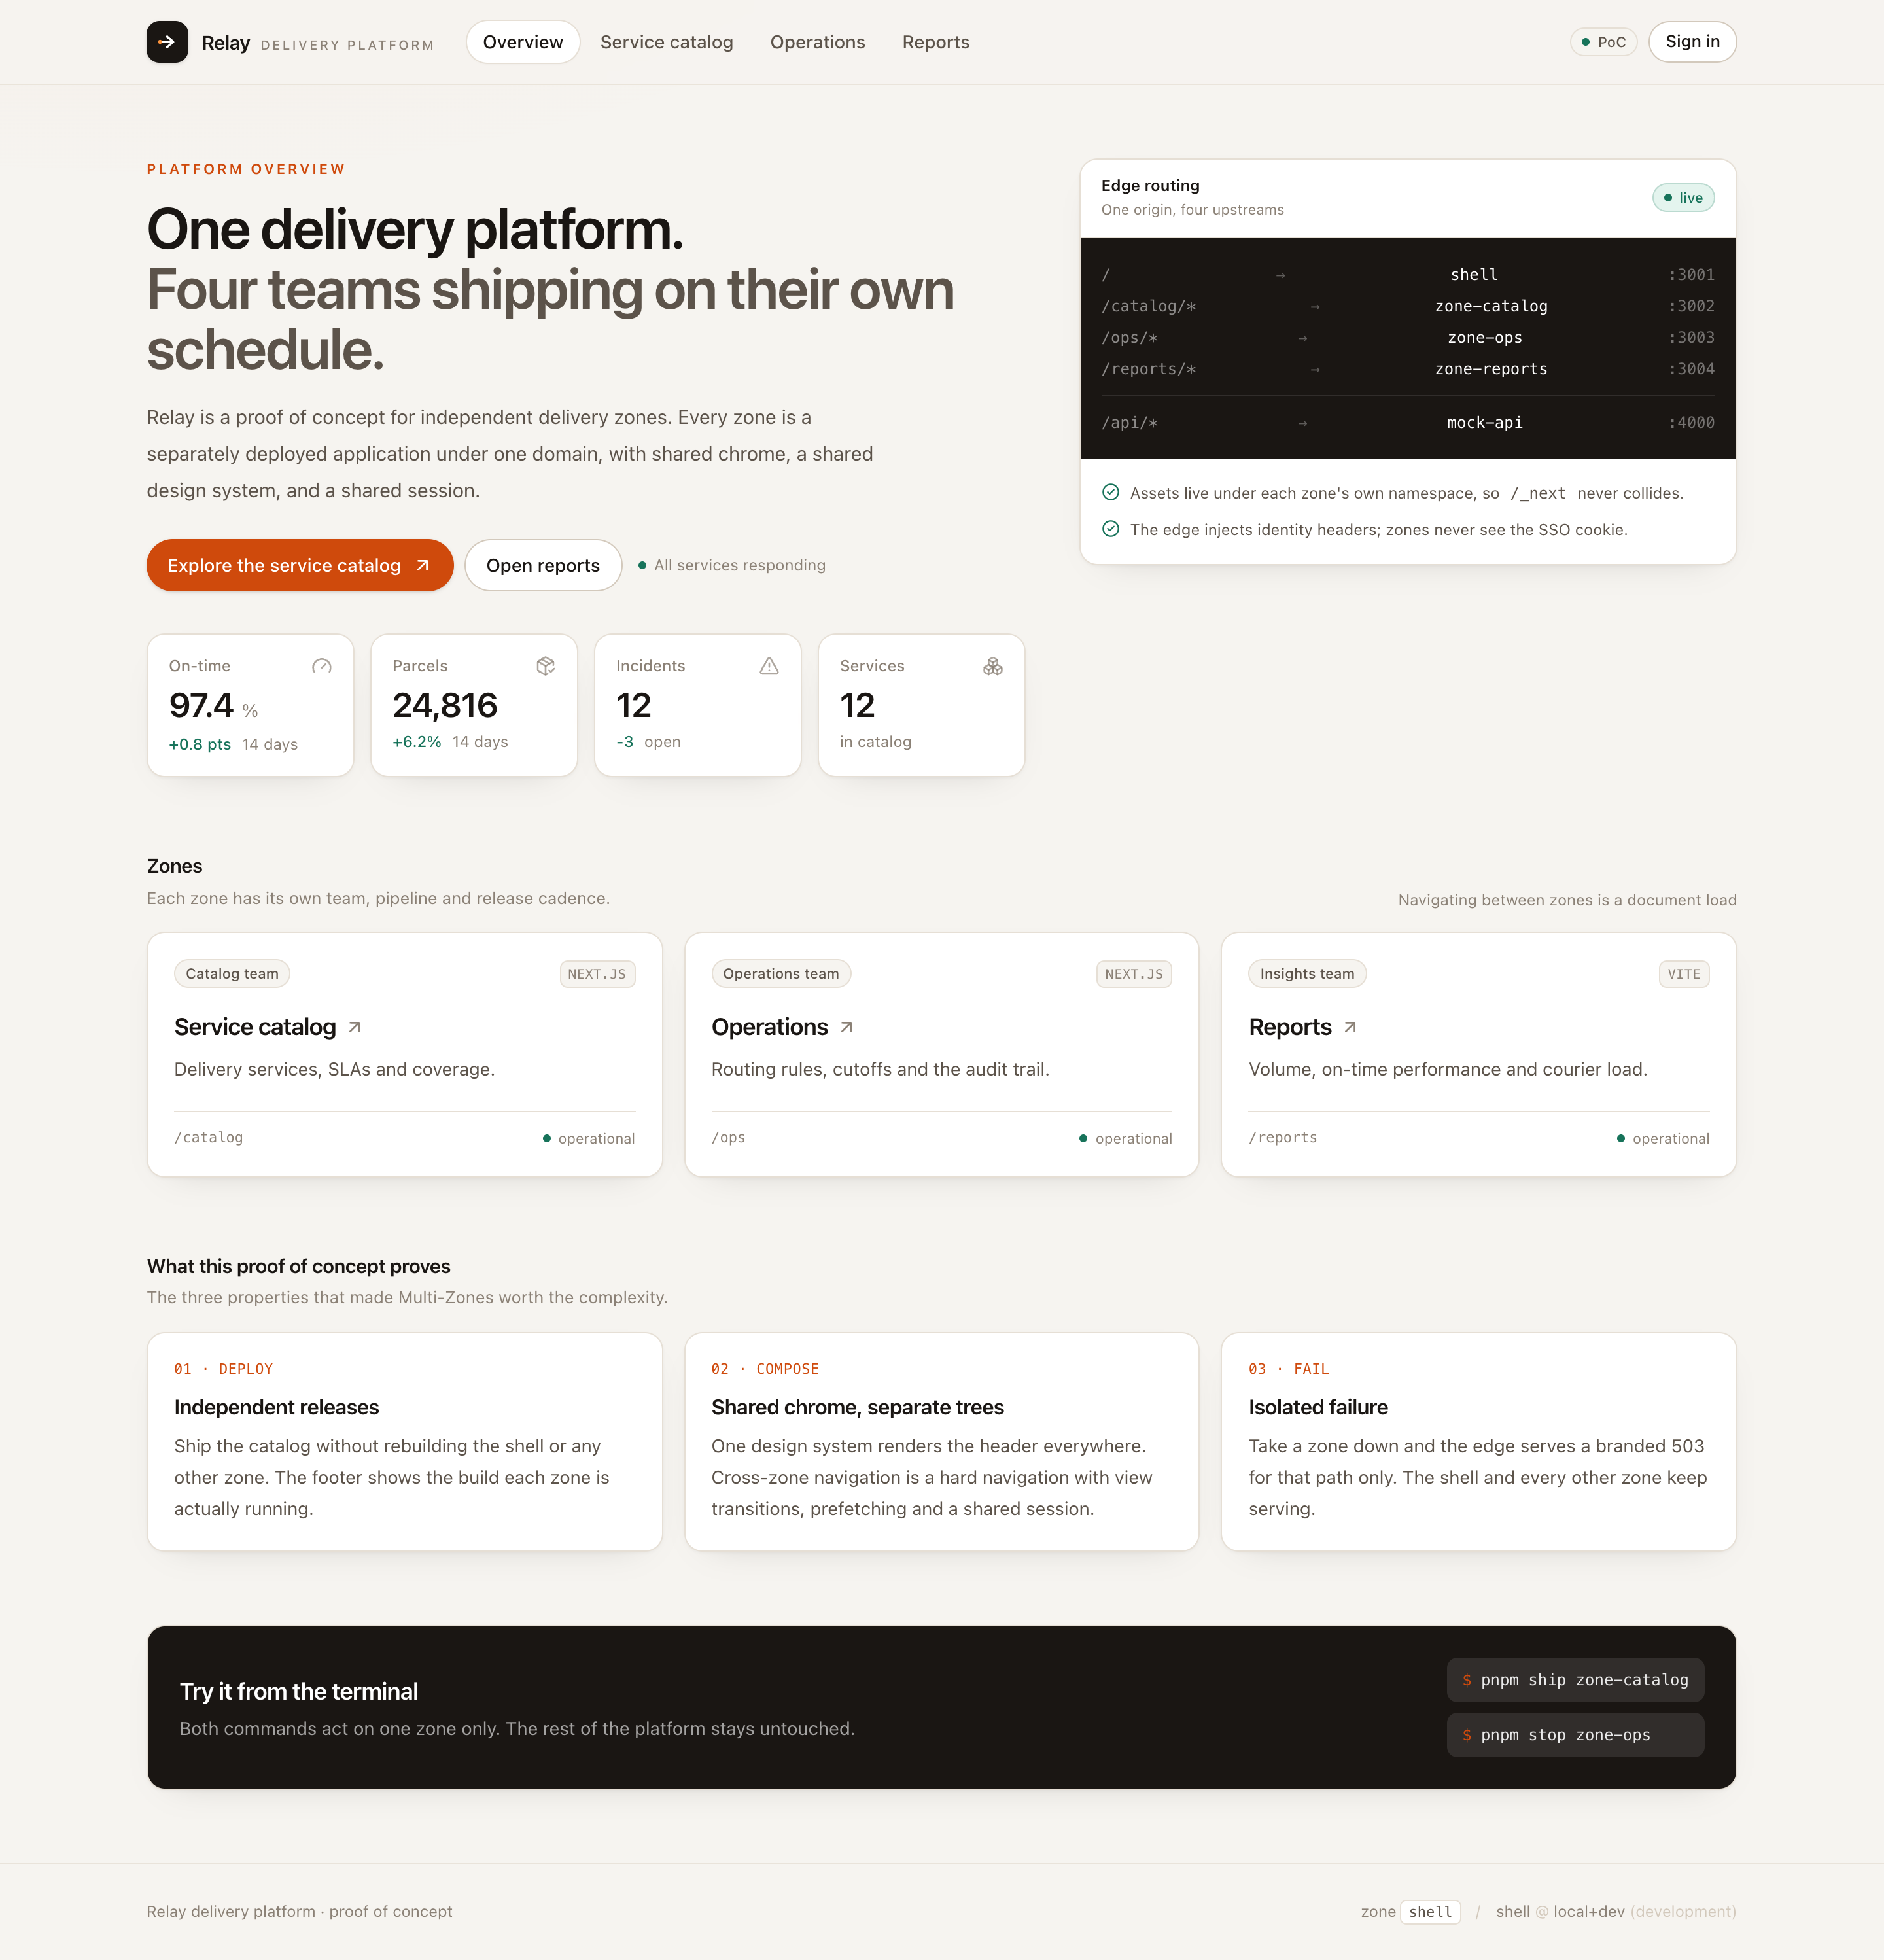 Relay DELIVERY PLATFORM Overview Service catalog Operations Reports PoC Sign in
PLATFORM OVERVIEW
One delivery platform.
Four teams shipping on their own
schedule.
Relay is a proof of concept for independent delivery zones. Every zone is a
separately deployed application under one domain, with shared chrome, a shared
design system, and a shared session.
Explore the service catalog Open reports All services responding
Edge routing
One origin, four upstreams
live
/ → shell :3001
/catalog/* → zone-catalog :3002
/ops/* → zone-ops :3003
/reports/* → zone-reports :3004
/api/* → mock-api :4000
Assets live under each zone's own namespace, so /_next never collides.
The edge injects identity headers; zones never see the SSO cookie.
On-time
97.4 %
+0.8 pts 14 days
Parcels
24,816
+6.2% 14 days
Incidents
12
-3 open
Services
12
in catalog
Zones
Each zone has its own team, pipeline and release cadence.
Navigating between zones is a document load
Catalog team NEXT.JS
Service catalog
Delivery services, SLAs and coverage.
/catalog operational
Operations team NEXT.JS
Operations
Routing rules, cutoffs and the audit trail.
/ops operational
Insights team VITE
Reports
Volume, on-time performance and courier load.
/reports operational
What this proof of concept proves
The three properties that made Multi-Zones worth the complexity.
01 · DEPLOY
Independent releases
Ship the catalog without rebuilding the shell or any
other zone. The footer shows the build each zone is
actually running.
02 · COMPOSE
Shared chrome, separate trees
One design system renders the header everywhere.
Cross-zone navigation is a hard navigation with view
transitions, prefetching and a shared session.
03 · FAIL
Isolated failure
Take a zone down and the edge serves a branded 503
for that path only. The shell and every other zone keep
serving.
Try it from the terminal
Both commands act on one zone only. The rest of the platform stays untouched.
$ pnpm ship zone-catalog
$ pnpm stop zone-ops
Relay delivery platform · proof of concept
zone shell / shell @ local+dev (development)